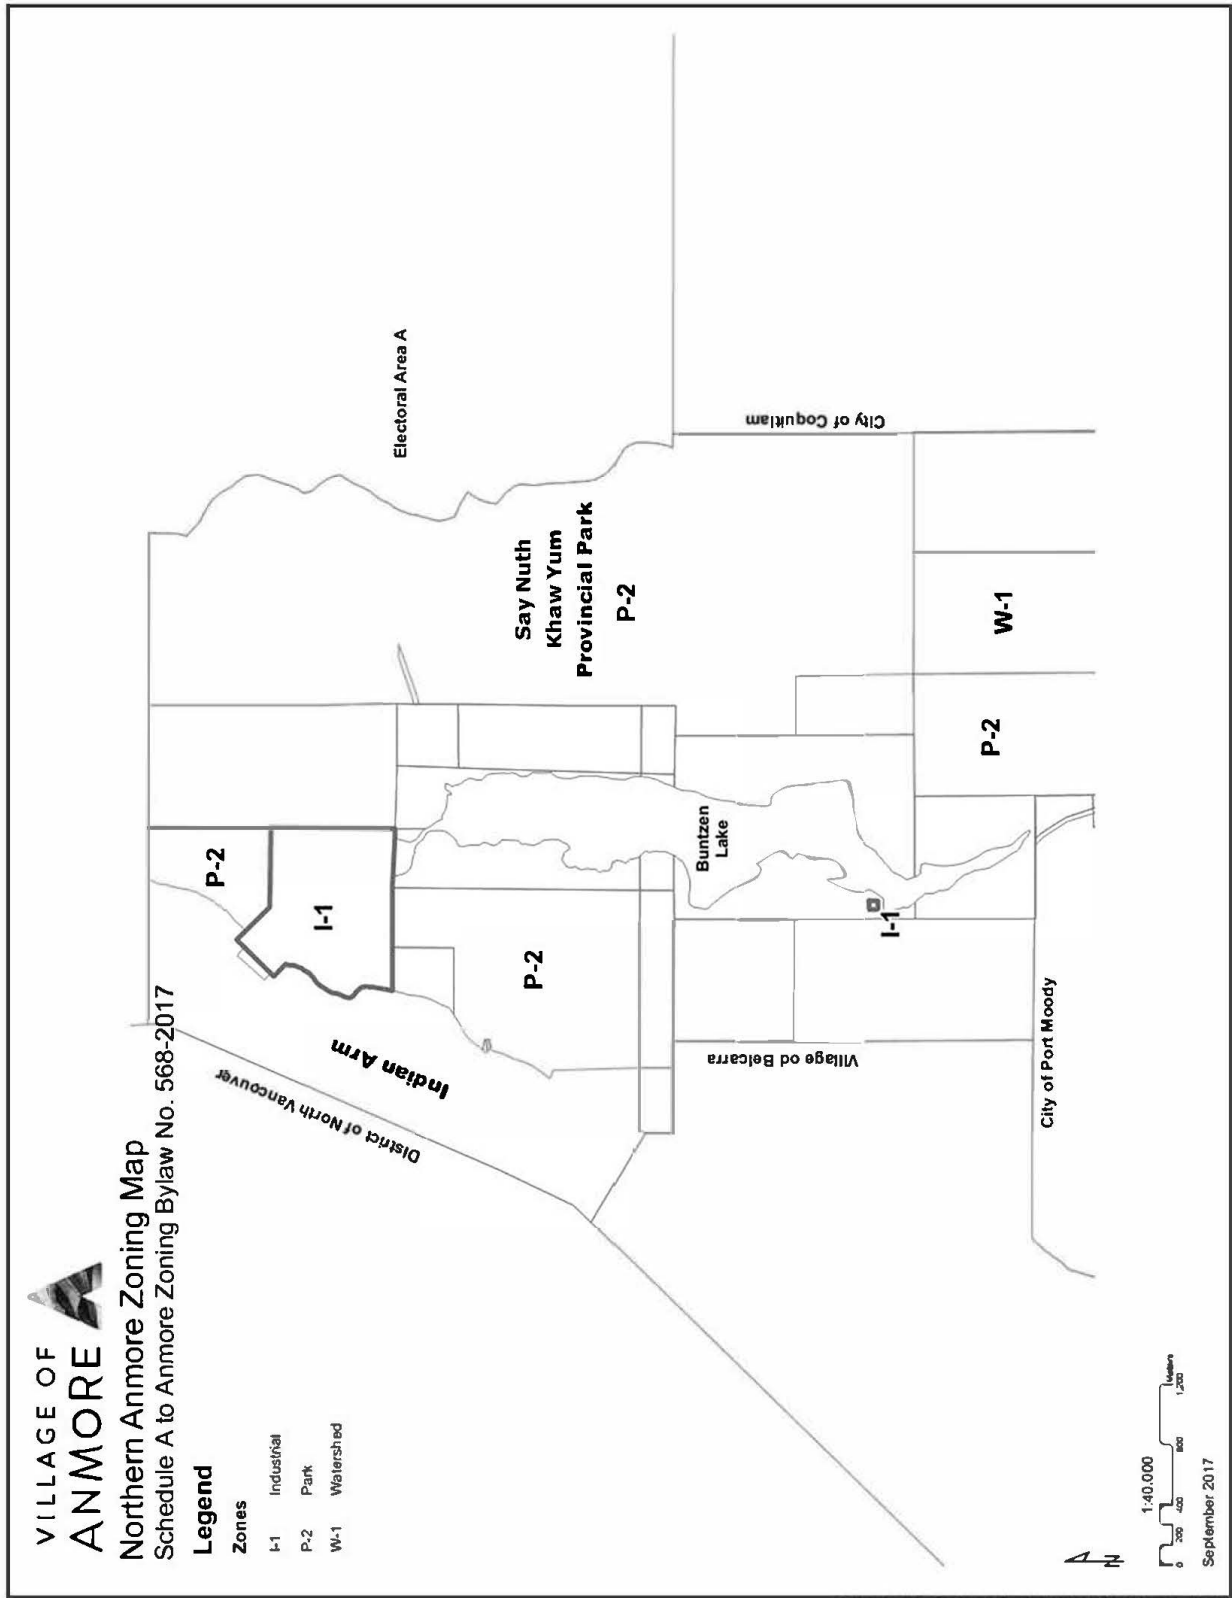 VILLAGE OF
ANMORE
Northern Anmore Zoning Map
Schedule A to Anmore Zoning Bylaw No. 568-2017
Legend
Zones
I-1 Industrial
P-2 Park
W-1 Watershed
Electoral Area A
P-2
I-1
Indian Arm
District of North Vancouver
Say Nuth
Khaw Yum
Provincial Park
P-2
P-2
Buntzen
Lake
City of Coquitlam
Village od Belcarra
I-1
P-2
W-1
City of Port Moody
N
1:40,000
0 200 400 800 1,200
Meters
September 2017